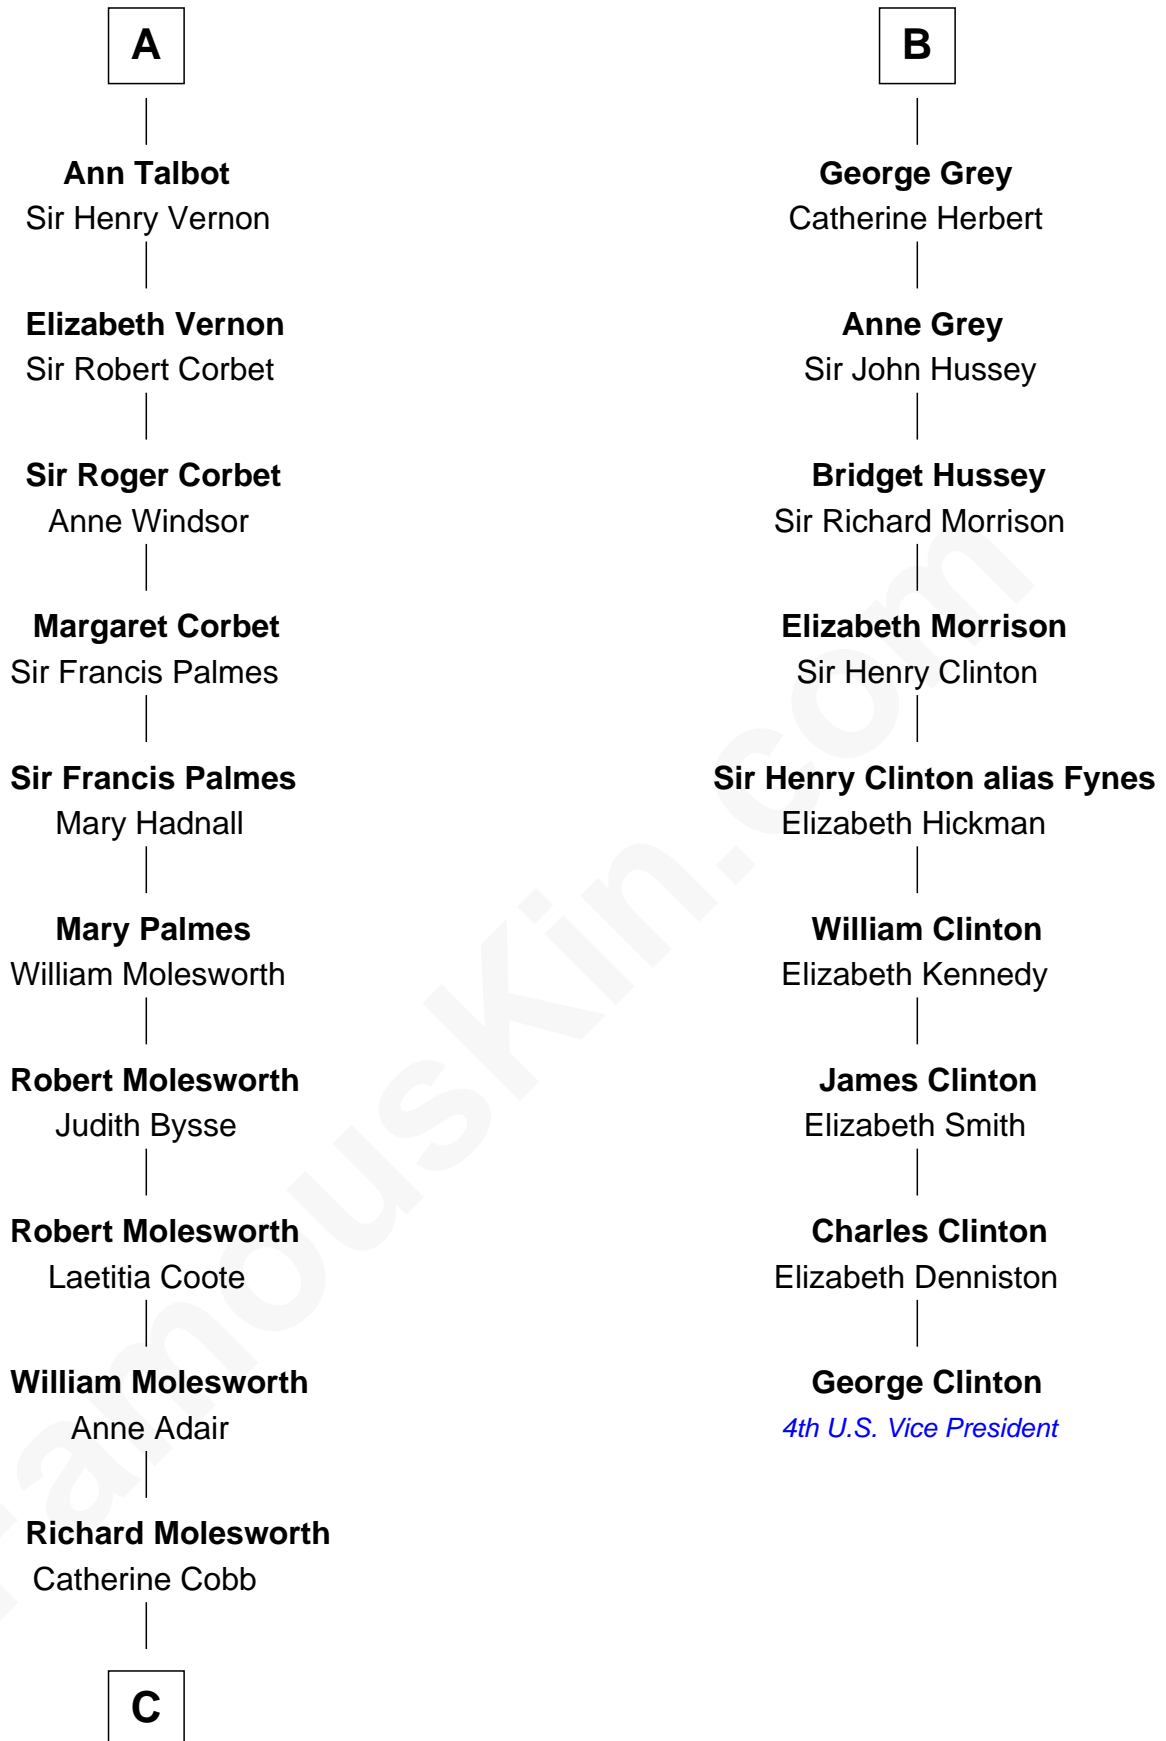 A
Ann Talbot
Sir Henry Vernon
Elizabeth Vernon
Sir Robert Corbet
Sir Roger Corbet
Anne Windsor
Margaret Corbet
Sir Francis Palmes
Sir Francis Palmes
Mary Hadnall
Mary Palmes
William Molesworth
Robert Molesworth
Judith Bysse
Robert Molesworth
Laetitia Coote
William Molesworth
Anne Adair
Richard Molesworth
Catherine Cobb
C
B
George Grey
Catherine Herbert
Anne Grey
Sir John Hussey
Bridget Hussey
Sir Richard Morrison
Elizabeth Morrison
Sir Henry Clinton
Sir Henry Clinton alias Fynes
Elizabeth Hickman
William Clinton
Elizabeth Kennedy
James Clinton
Elizabeth Smith
Charles Clinton
Elizabeth Denniston
George Clinton
4th U.S. Vice President
FamousKin.com